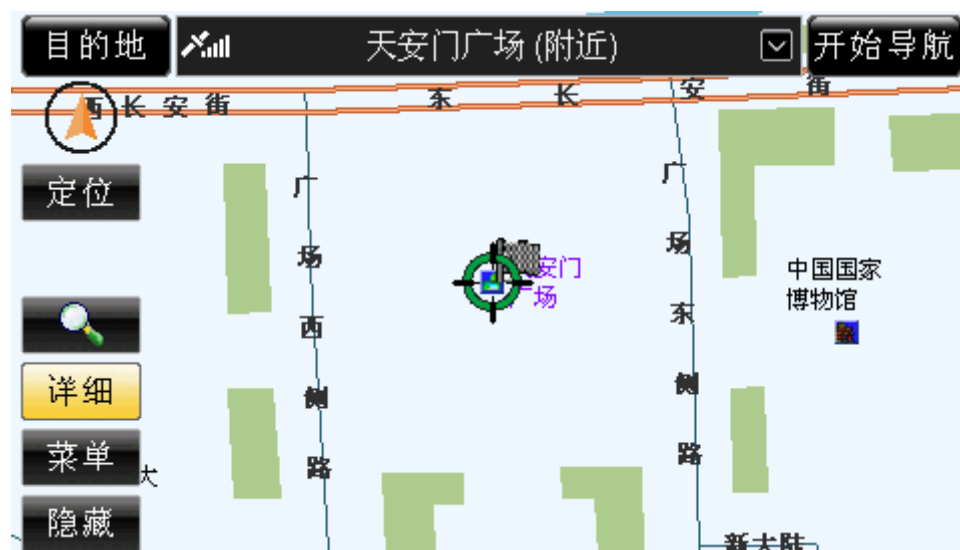 目的地
天安门广场 (附近)
开始导航
西长安街
东长安街
定位
广场西侧路
广场东侧路
安门
广场
中国国家
博物馆
详细
菜单
隐藏
大
新大陆